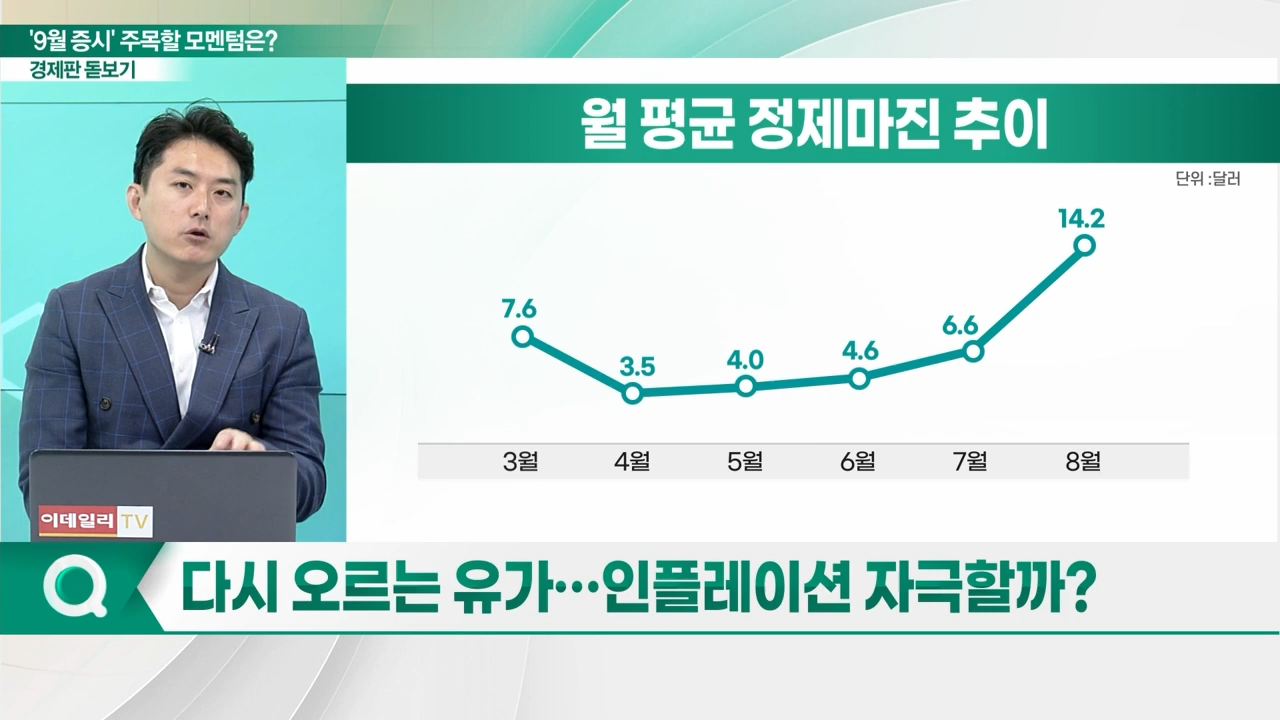 '9월 증시' 주목할 모멘텀은?
경제판 돋보기
월 평균 정제마진 추이
단위 :달러
7.6
3.5
4.0
4.6
6.6
14.2
3월 4월 5월 6월 7월 8월
이데일리 TV
다시 오르는 유가…인플레이션 자극할까?